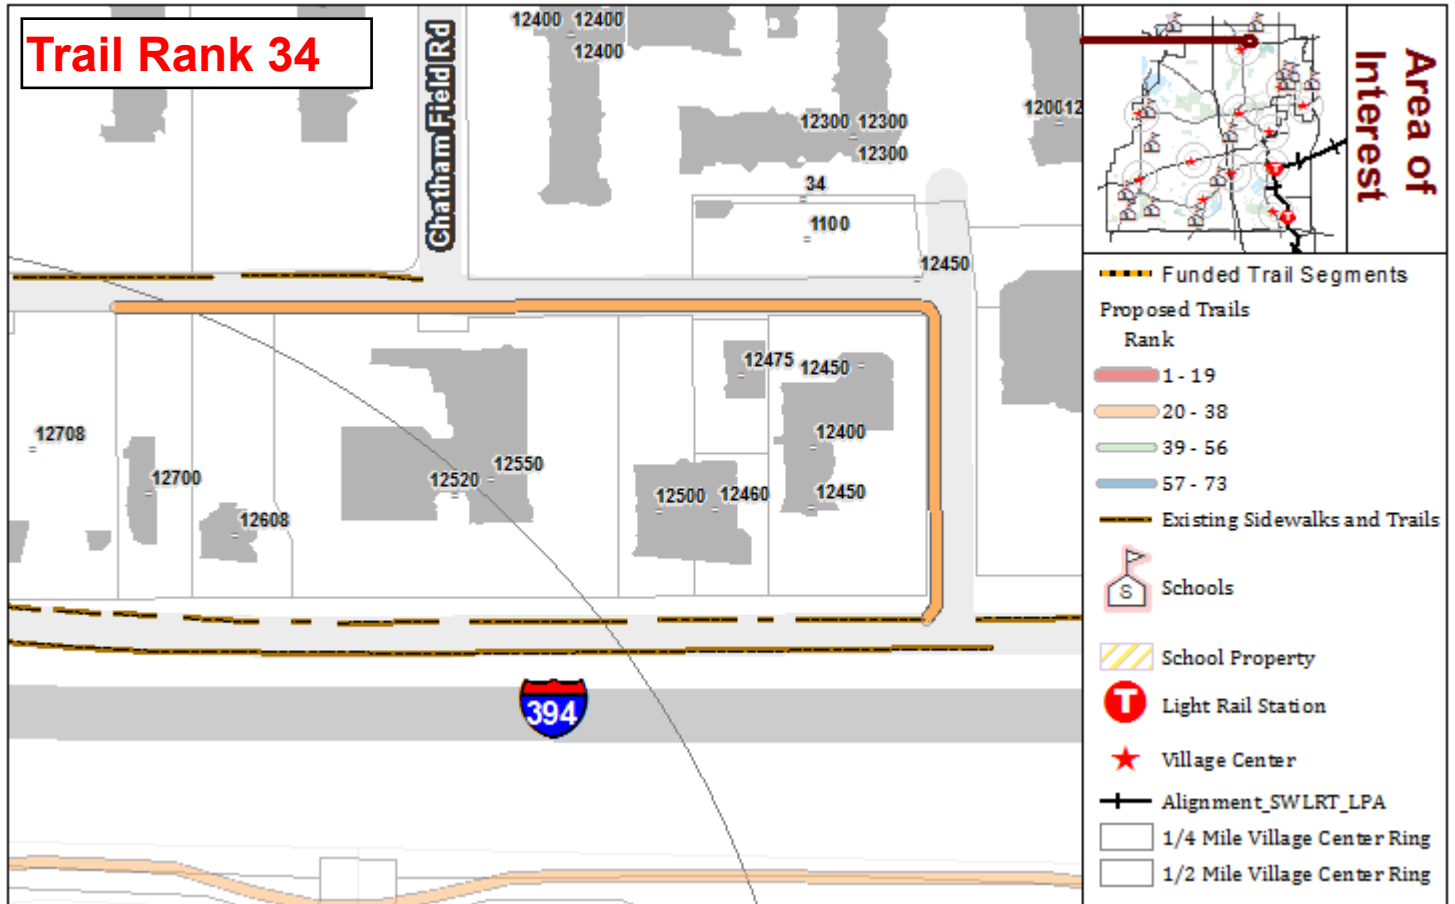 Trail Rank 34
Chatham Field Rd
12400 12400
12400
12300 12300
12300
34
1100
12450
12475 12450
12708
12700
12608
12520 12550
12500 12460
12400
12450
394
Area of
Interest
Funded Trail Segments
Proposed Trails
Rank
1 - 19
20 - 38
39 - 56
57 - 73
Existing Sidewalks and Trails
S
Schools
School Property
T
Light Rail Station
Village Center
Alignment_SWLRT_LPA
1/4 Mile Village Center Ring
1/2 Mile Village Center Ring